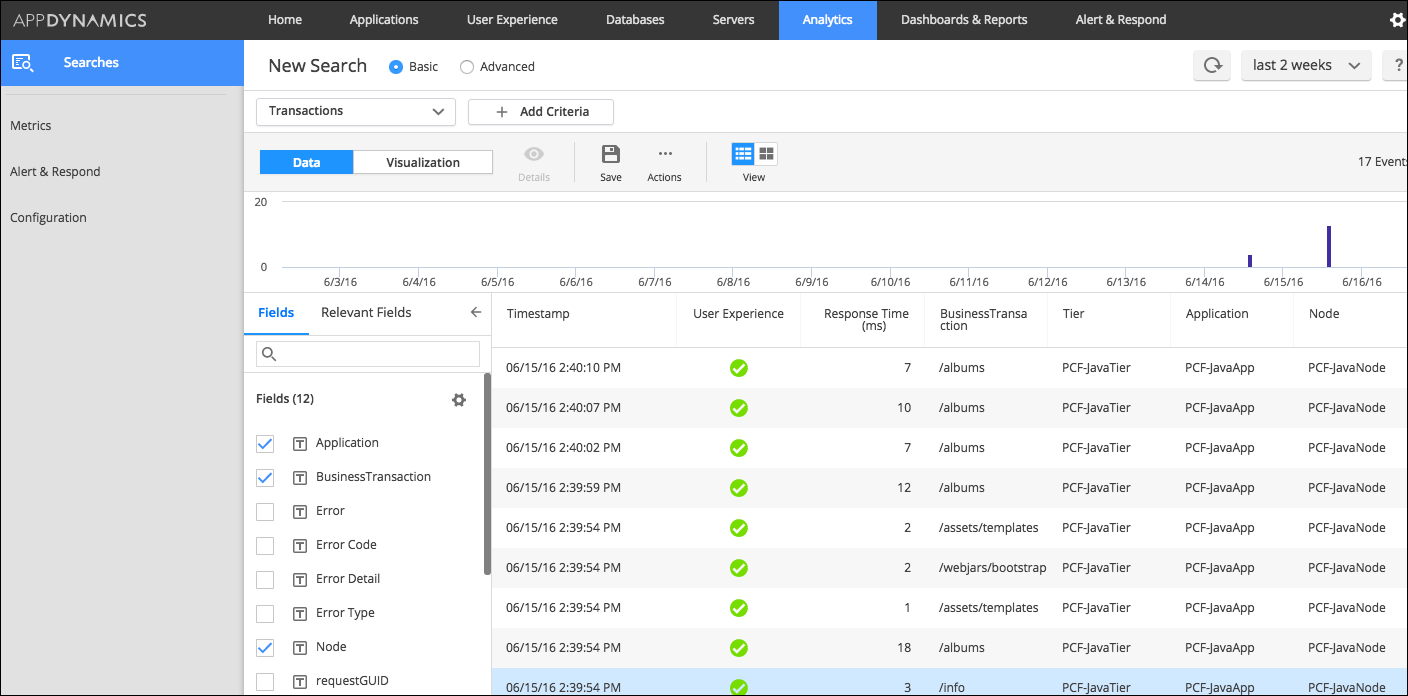 APPDYNAMICS Home Applications User Experience Databases Servers Analytics Dashboards & Reports Alert & Respond
Searches
Metrics
Alert & Respond
Configuration
New Search Basic Advanced last 2 weeks ?
Transactions + Add Criteria
Data Visualization Details Save Actions View 17 Events
20
0
6/3/16 6/4/16 6/5/16 6/6/16 6/7/16 6/8/16 6/9/16 6/10/16 6/11/16 6/12/16 6/13/16 6/14/16 6/15/16 6/16/16
Fields Relevant Fields
Fields (12)
T Application
T BusinessTransaction
T Error
T Error Code
T Error Detail
T Error Type
T Node
T requestGUID
Timestamp User Experience Response Time (ms) BusinessTransaction Tier Application Node
06/15/16 2:40:10 PM 7 /albums PCF-JavaTier PCF-JavaApp PCF-JavaNode
06/15/16 2:40:07 PM 10 /albums PCF-JavaTier PCF-JavaApp PCF-JavaNode
06/15/16 2:40:02 PM 7 /albums PCF-JavaTier PCF-JavaApp PCF-JavaNode
06/15/16 2:39:59 PM 12 /albums PCF-JavaTier PCF-JavaApp PCF-JavaNode
06/15/16 2:39:54 PM 2 /assets/templates PCF-JavaTier PCF-JavaApp PCF-JavaNode
06/15/16 2:39:54 PM 2 /webjars/bootstrap PCF-JavaTier PCF-JavaApp PCF-JavaNode
06/15/16 2:39:54 PM 1 /assets/templates PCF-JavaTier PCF-JavaApp PCF-JavaNode
06/15/16 2:39:54 PM 18 /albums PCF-JavaTier PCF-JavaApp PCF-JavaNode
06/15/16 2:39:54 PM 3 /info PCF-JavaTier PCF-JavaApp PCF-JavaNode